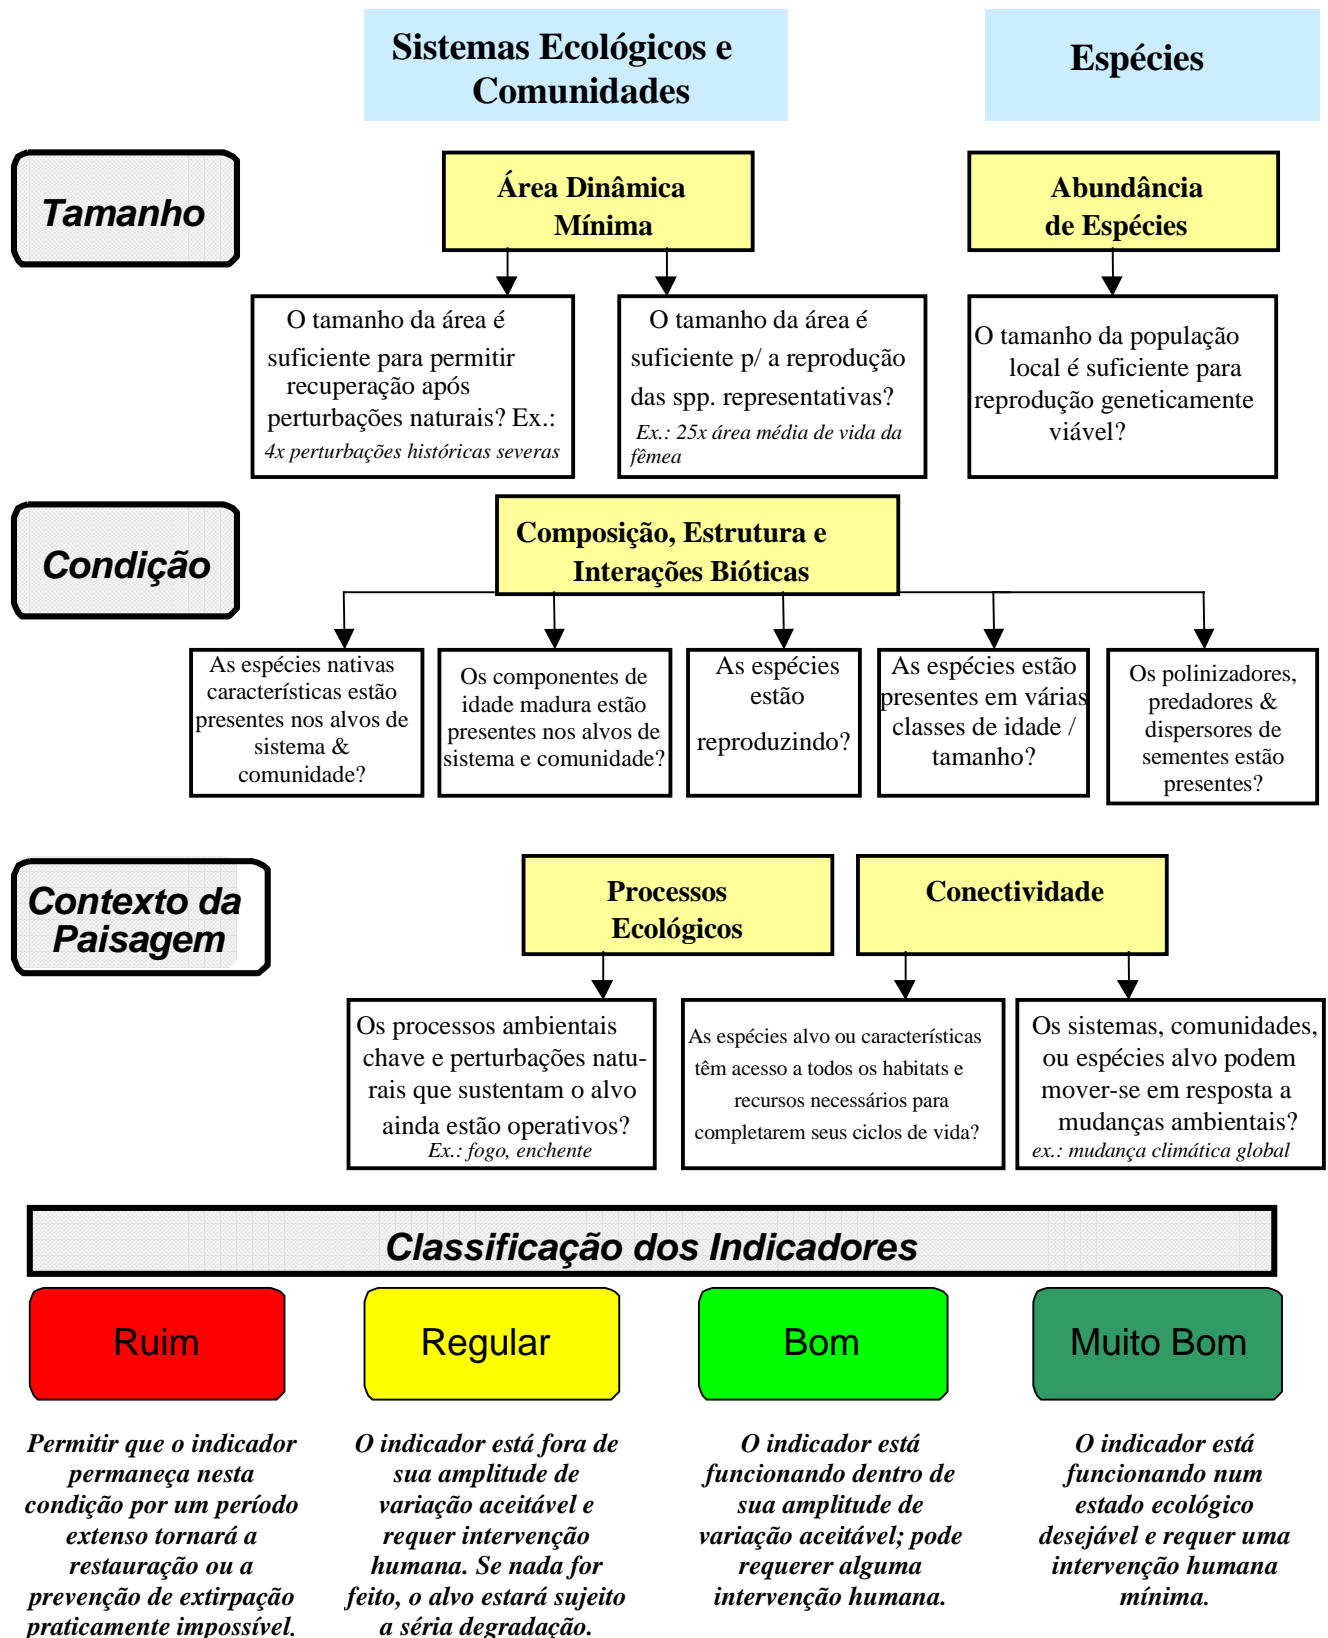 Sistemas Ecológicos e
Comunidades
Espécies
Tamanho
Área Dinâmica
Mínima
Abundância
de Espécies
O tamanho da área é
suficiente para permitir
recuperação após
perturbações naturais? Ex.:
4x perturbações históricas severas
O tamanho da área é
suficiente p/ a reprodução
das spp. representativas?
Ex.: 25x área média de vida da
fêmea
O tamanho da população
local é suficiente para
reprodução geneticamente
viável?
Condição
Composição, Estrutura e
Interações Bióticas
As espécies nativas
características estão
presentes nos alvos de
sistema &
comunidade?
Os componentes de
idade madura estão
presentes nos alvos de
sistema e comunidade?
As espécies
estão
reproduzindo?
As espécies estão
presentes em várias
classes de idade /
tamanho?
Os polinizadores,
predadores &
dispersores de
sementes estão
presentes?
Contexto da
Paisagem
Processos
Ecológicos
Conectividade
Os processos ambientais
chave e perturbações natu-
rais que sustentam o alvo
ainda estão operativos?
Ex.: fogo, enchente
As espécies alvo ou características
têm acesso a todos os habitats e
recursos necessários para
completarem seus ciclos de vida?
Os sistemas, comunidades,
ou espécies alvo podem
mover-se em resposta a
mudanças ambientais?
ex.: mudança climática global
Classificação dos Indicadores
Ruim
Regular
Bom
Muito Bom
Permitir que o indicador
permaneça nesta
condição por um período
extenso tornará a
restauração ou a
prevenção de extirpação
praticamente impossível.
O indicador está fora de
sua amplitude de
variação aceitável e
requer intervenção
humana. Se nada for
feito, o alvo estará sujeito
a séria degradação.
O indicador está
funcionando dentro de
sua amplitude de
variação aceitável; pode
requerer alguma
intervenção humana.
O indicador está
funcionando num
estado ecológico
desejável e requer uma
intervenção humana
mínima.